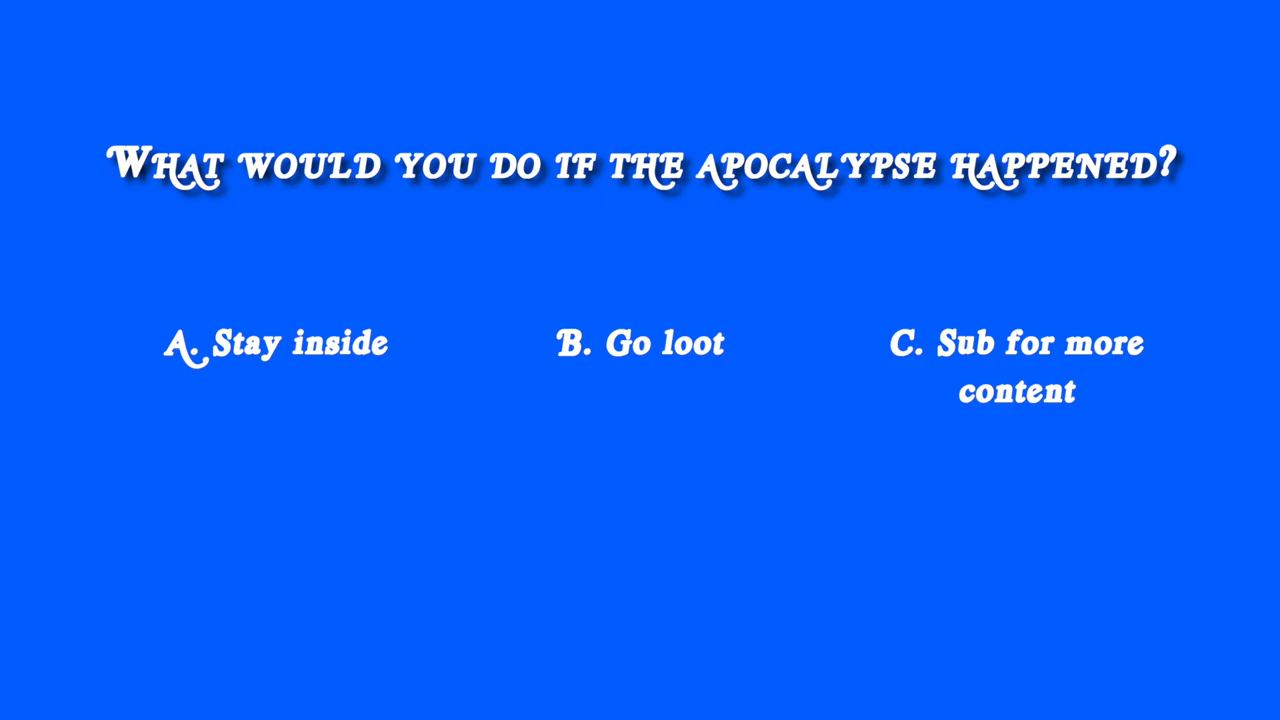 What would you do if the apocalypse happened?
A. Stay inside
B. Go loot
C. Sub for more
content